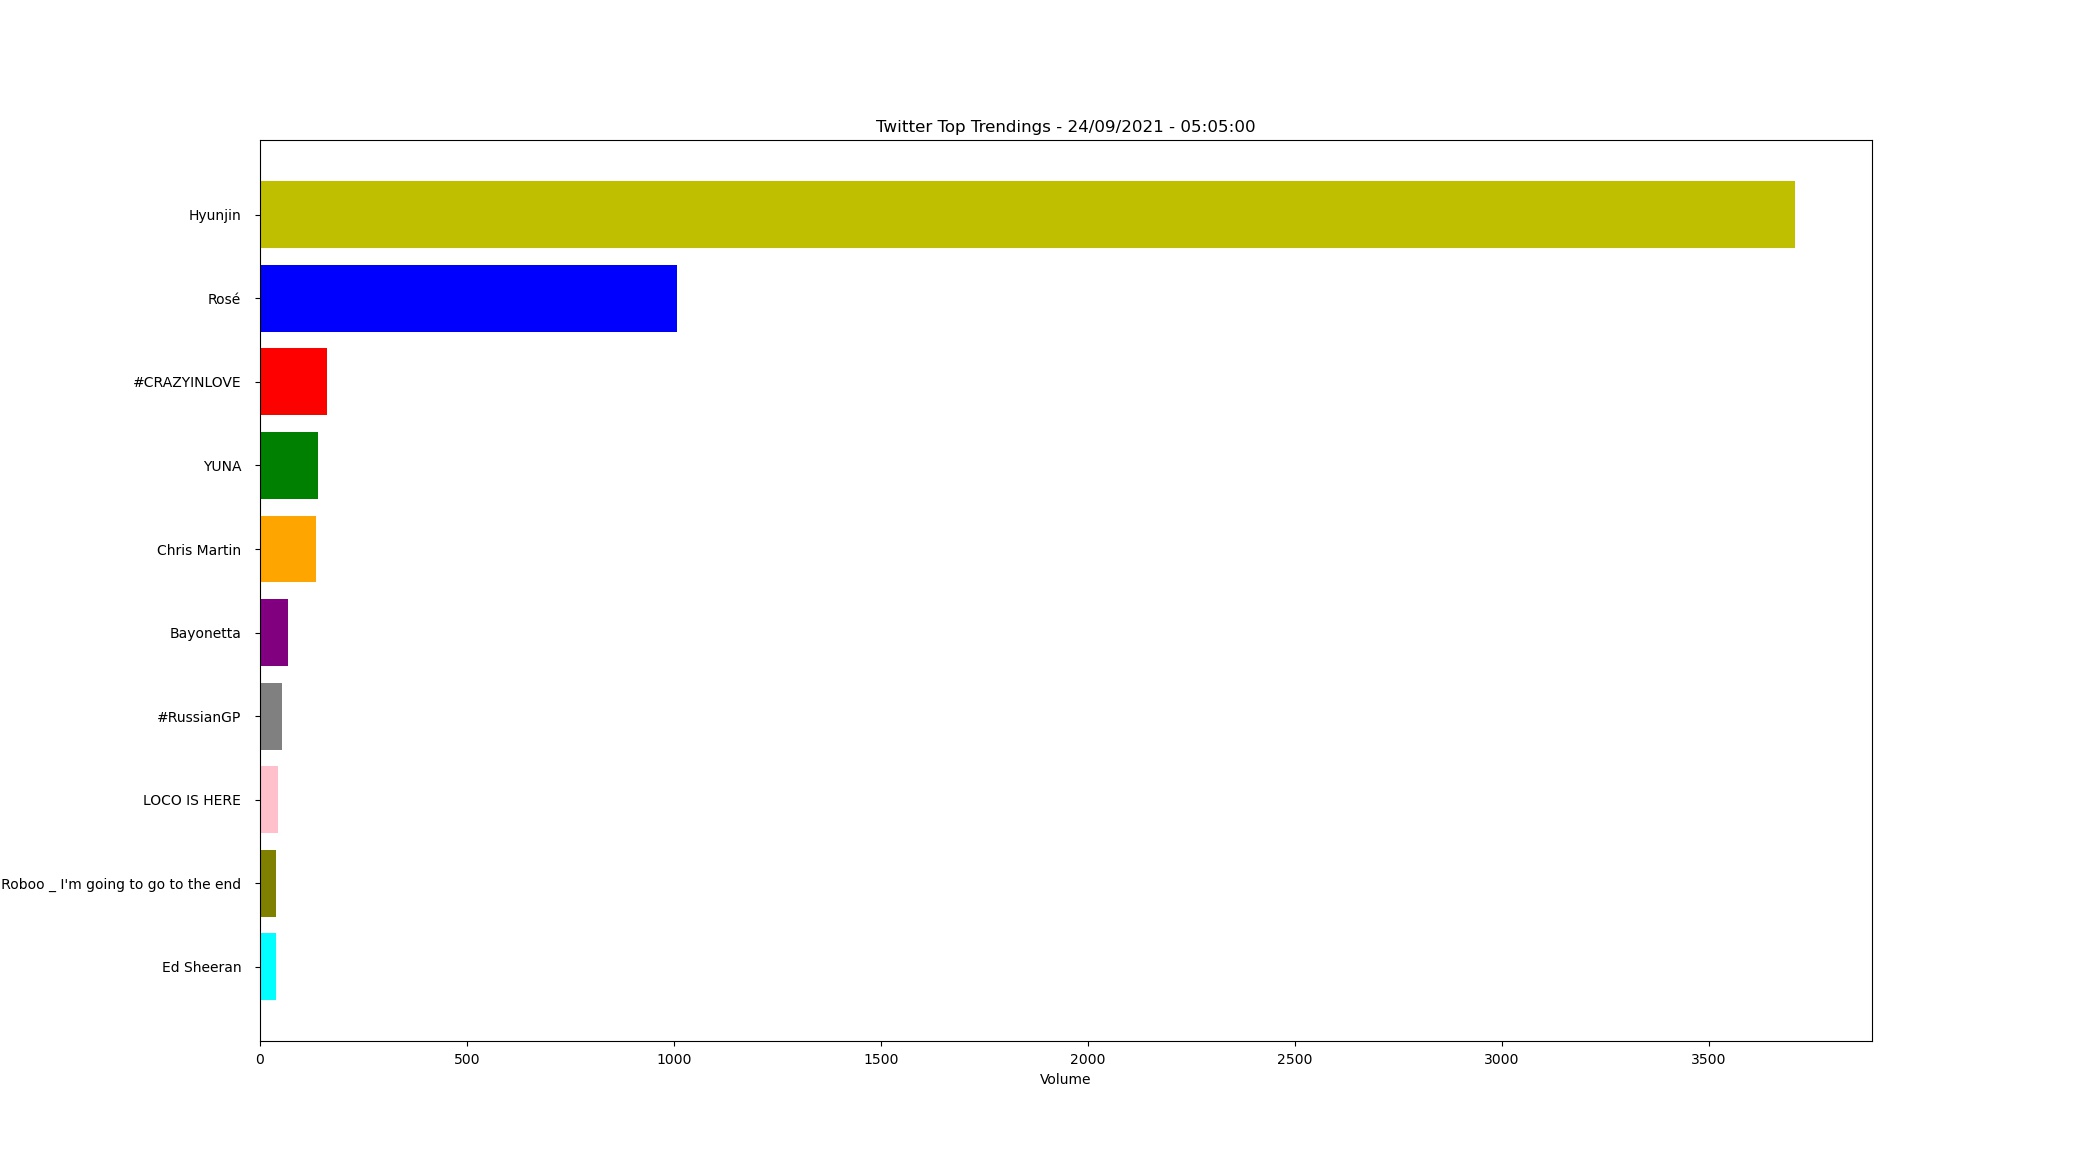 Twitter Top Trendings - 24/09/2021 - 05:05:00
Hyunjin
Rosé
#CRAZYINLOVE
YUNA
Chris Martin
Bayonetta
#RussianGP
LOCO IS HERE
Roboo _ I'm going to go to the end
Ed Sheeran
0 500 1000 1500 2000 2500 3000 3500
Volume